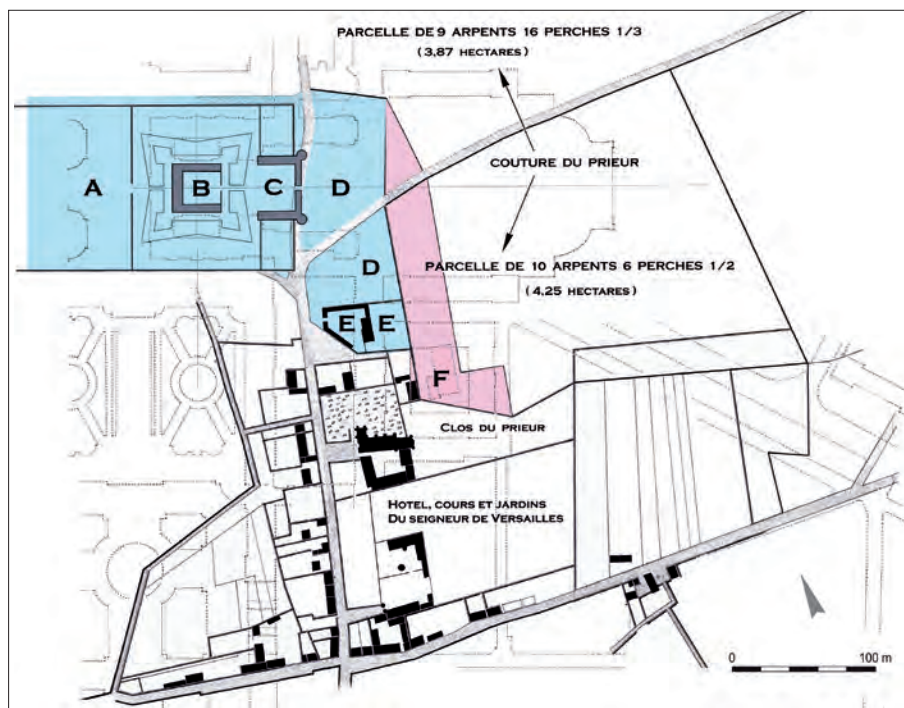 PARCELLE DE 9 ARPENTS 16 PERCHES 1/3
(3,87 HECTARES)
COUTURE DU PRIEUR
A
B
C
D
D
PARCELLE DE 10 ARPENTS 6 PERCHES 1/2
(4,25 HECTARES)
E
E
F
CLOS DU PRIEUR
HOTEL, COURS ET JARDINS
DU SEIGNEUR DE VERSAILLES
0
100 m